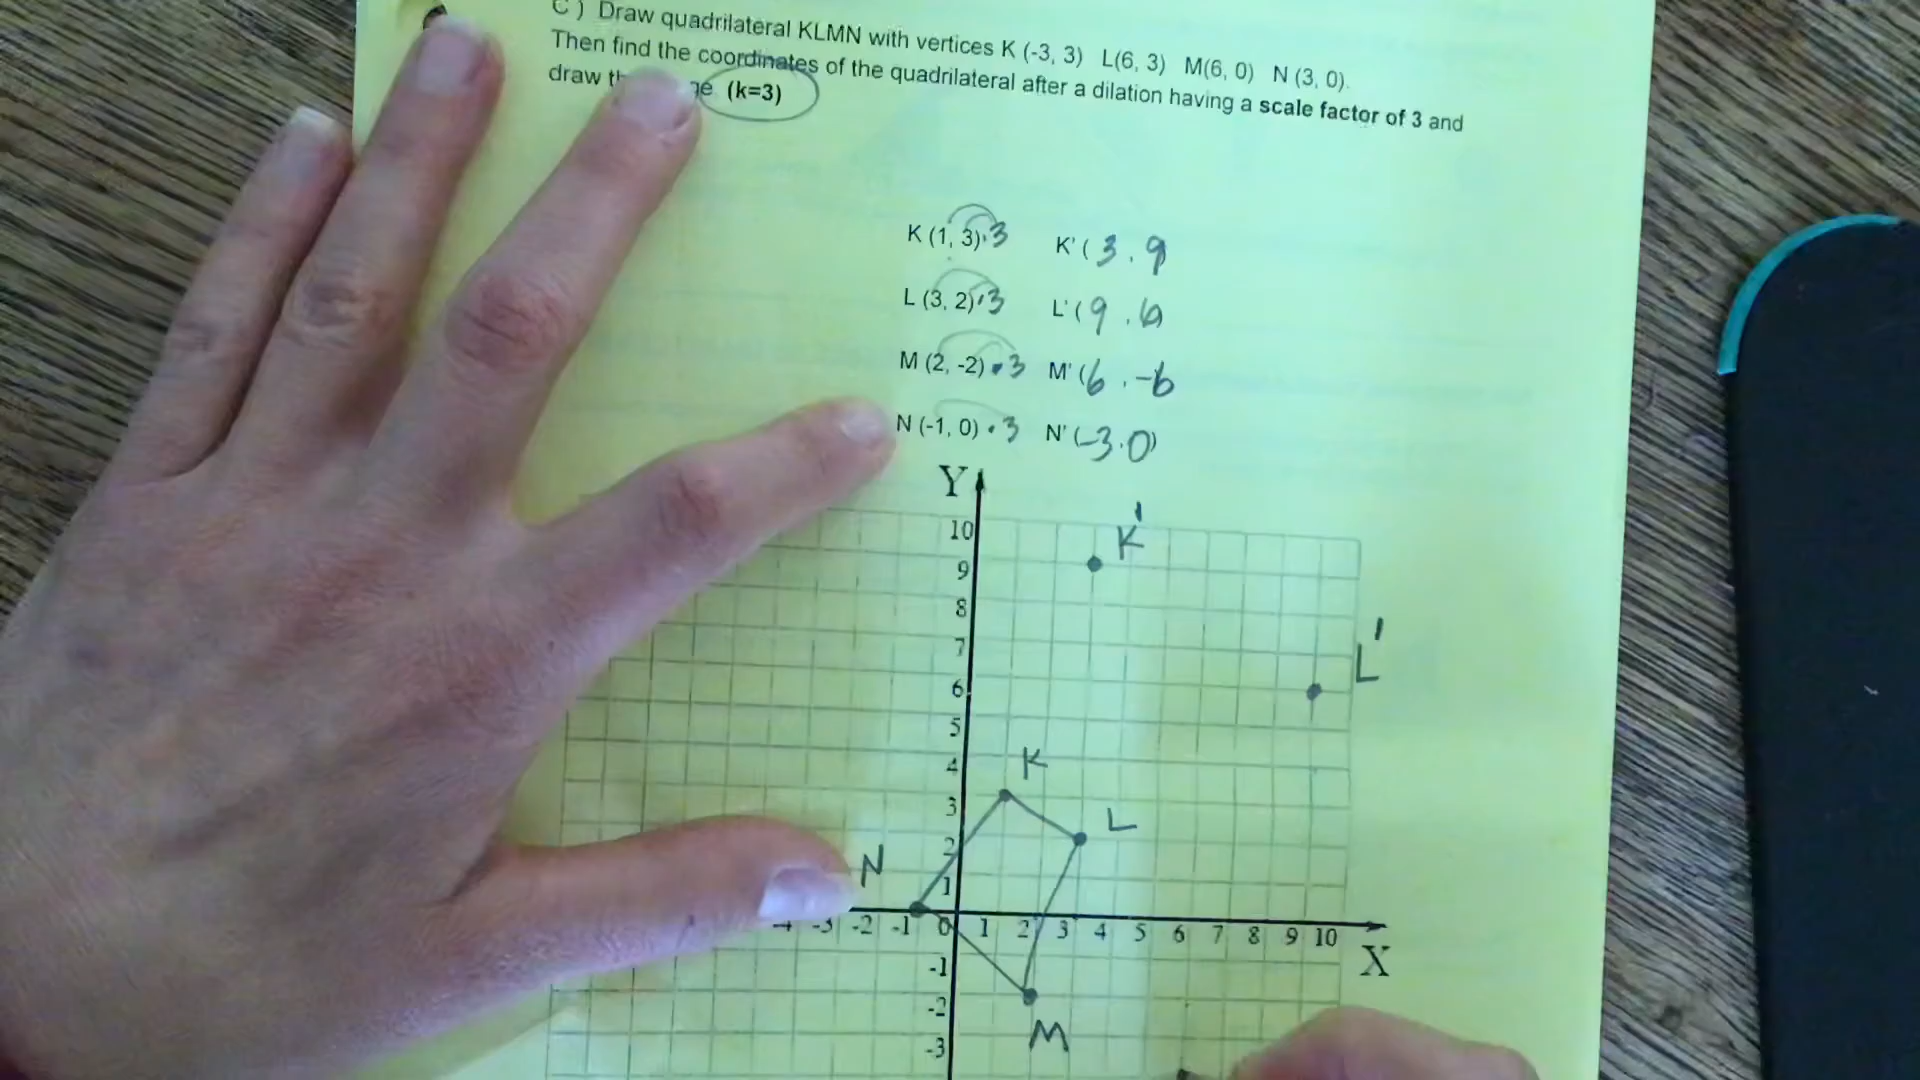 C) Draw quadrilateral KLMN with vertices K (-3, 3) L(6, 3) M(6, 0) N (3, 0).
Then find the coordinates of the quadrilateral after a dilation having a scale factor of 3 and
draw (k=3)
K (1, 3)·3 K' (3, 9)
L (3, 2)·3 L' (9, 6)
M (2, -2)·3 M' (6, -6)
N (-1, 0)·3 N' (-3, 0)
Y
10
K'
9
8
7
L'
6
5
4
K
3
L
2
N
1
-4 -3 -2 -1 0 1 2 3 4 5 6 7 8 9 10
X
-1
-2
M
-3